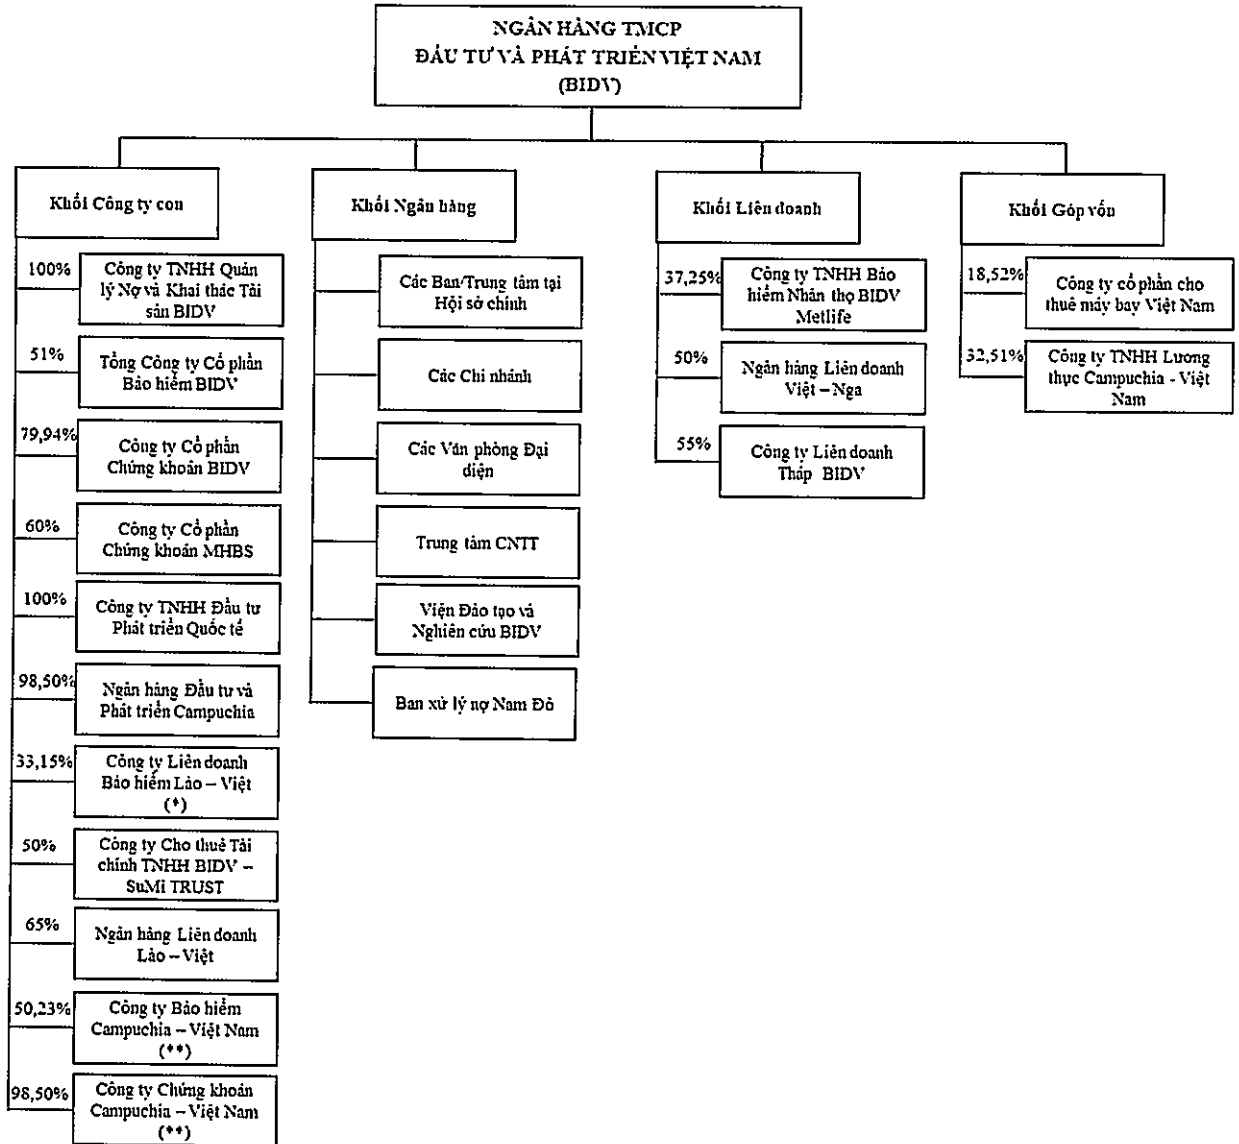 NGÂN HÀNG TMCP
ĐẦU TƯ VÀ PHÁT TRIỂN VIỆT NAM
(BIDV)
Khối Công ty con
100%
Công ty TNHH Quản
lý Nợ và Khai thác Tài
sản BIDV
51%
Tổng Công ty Cổ phần
Bảo hiểm BIDV
79,94%
Công ty Cổ phần
Chứng khoán BIDV
60%
Công ty Cổ phần
Chứng khoán MHBS
100%
Công ty TNHH Đầu tư
Phát triển Quốc tế
98,50%
Ngân hàng Đầu tư và
Phát triển Campuchia
33,15%
Công ty Liên doanh
Bảo hiểm Lào – Việt
(*)
50%
Công ty Cho thuê Tài
chính TNHH BIDV –
SuMi TRUST
65%
Ngân hàng Liên doanh
Lào – Việt
50,23%
Công ty Bảo hiểm
Campuchia – Việt Nam
(**)
98,50%
Công ty Chứng khoán
Campuchia – Việt Nam
(**)
Khối Ngân hàng
Các Ban/Trung tâm tại
Hội sở chính
Các Chi nhánh
Các Văn phòng Đại
diện
Trung tâm CNTT
Viện Đào tạo và
Nghiên cứu BIDV
Ban xử lý nợ Nam Đô
Khối Liên doanh
37,25%
Công ty TNHH Bảo
hiểm Nhân thọ BIDV
Metlife
50%
Ngân hàng Liên doanh
Việt – Nga
55%
Công ty Liên doanh
Tháp BIDV
Khối Góp vốn
18,52%
Công ty cổ phần cho
thuê máy bay Việt Nam
32,51%
Công ty TNHH Lương
thực Campuchia - Việt
Nam